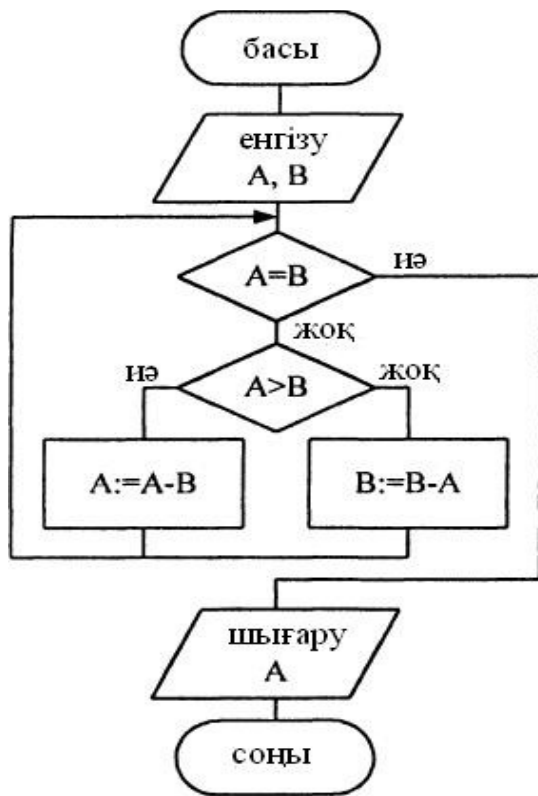 басы
енгізу
A, B
A=B
иә
жоқ
A>B
иә
жоқ
A:=A-B
B:=B-A
шығару
A
соңы